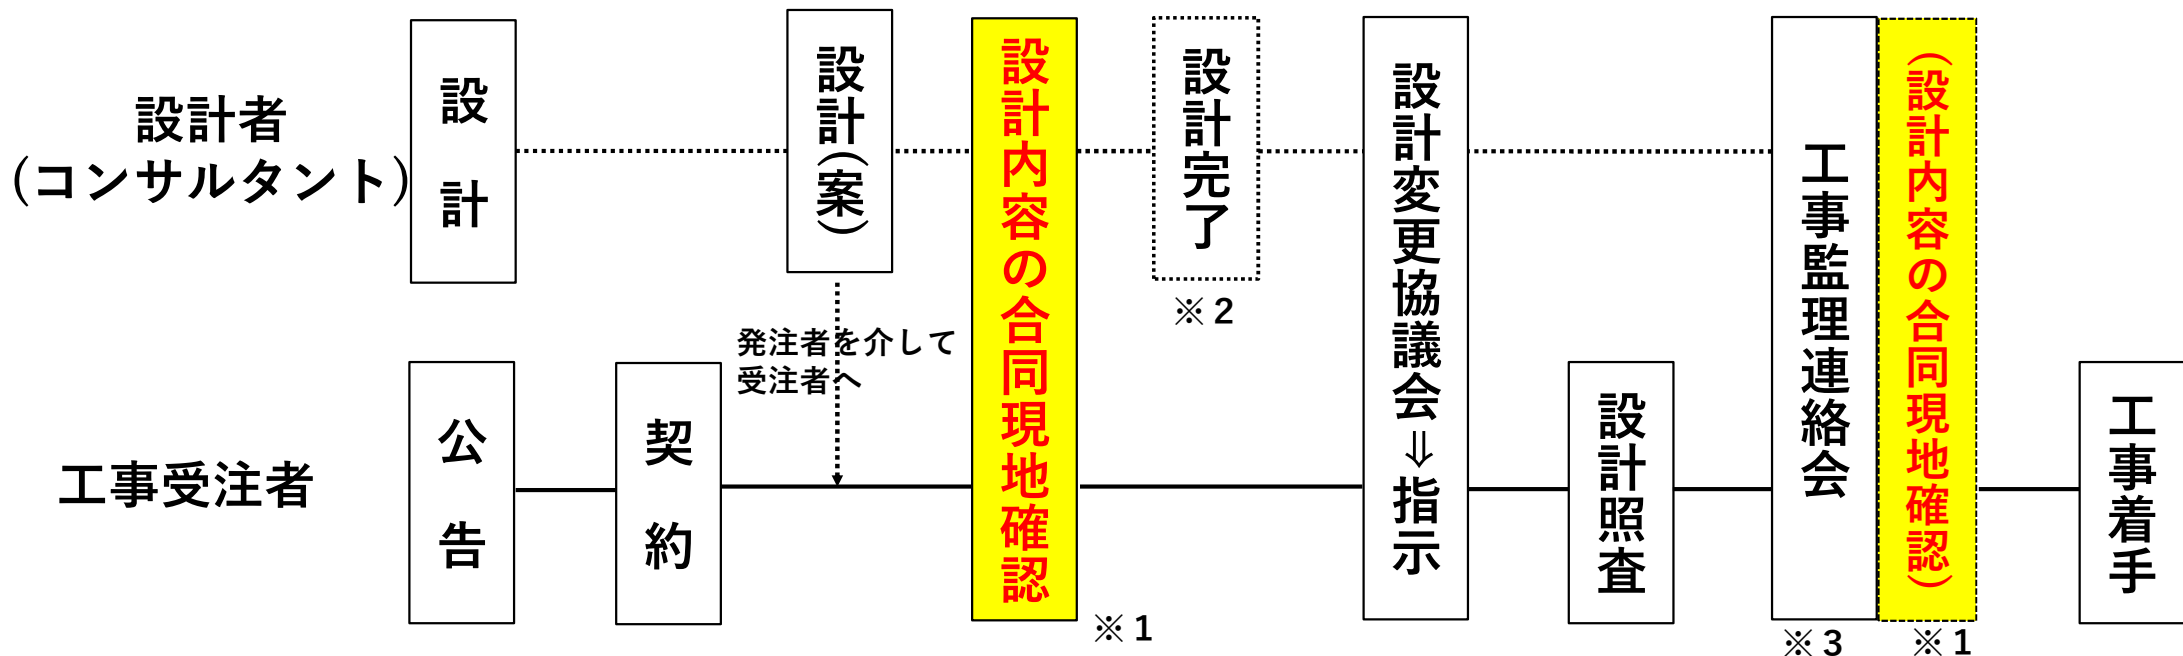 設計者
(コンサルタント)
設計
設計(案)
設計内容の合同現地確認
設計完了
※2
設計変更協議会⇒指示
工事監理連絡会
(設計内容の合同現地確認)
発注者を介して
受注者へ
工事受注者
公告
契約
※1
設計照査
※3
※1
工事着手